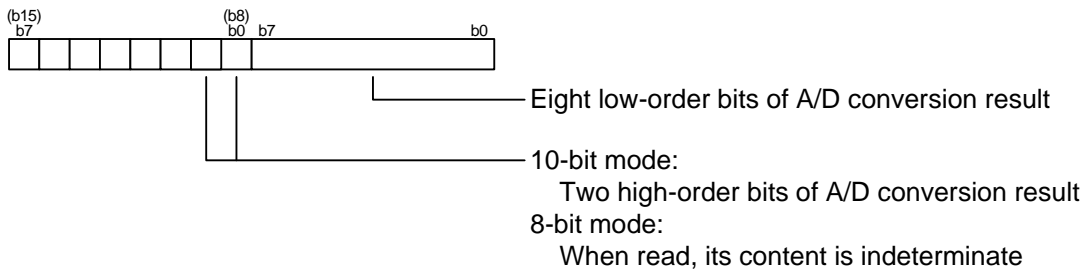 (b15) (b8)
b7 b0 b7 b0
Eight low-order bits of A/D conversion result
10-bit mode:
Two high-order bits of A/D conversion result
8-bit mode:
When read, its content is indeterminate